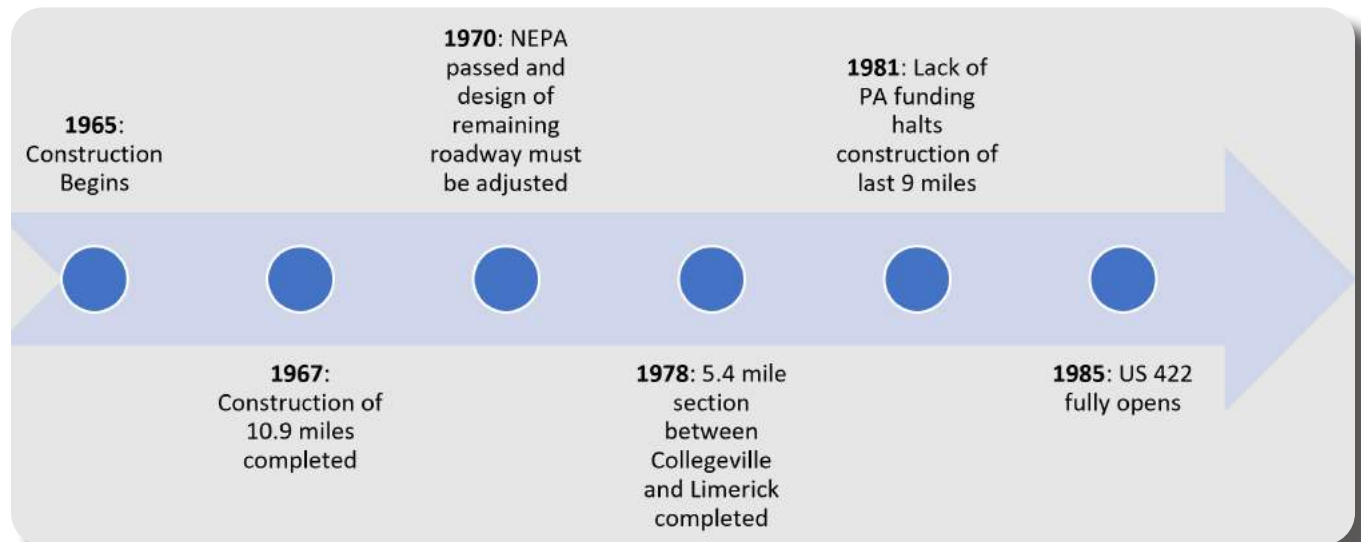 1965:
Construction
Begins
1967:
Construction of
10.9 miles
completed
1970: NEPA
passed and
design of
remaining
roadway must
be adjusted
1978: 5.4 mile
section
between
Collegeville
and Limerick
completed
1981: Lack of
PA funding
halts
construction of
last 9 miles
1985: US 422
fully opens